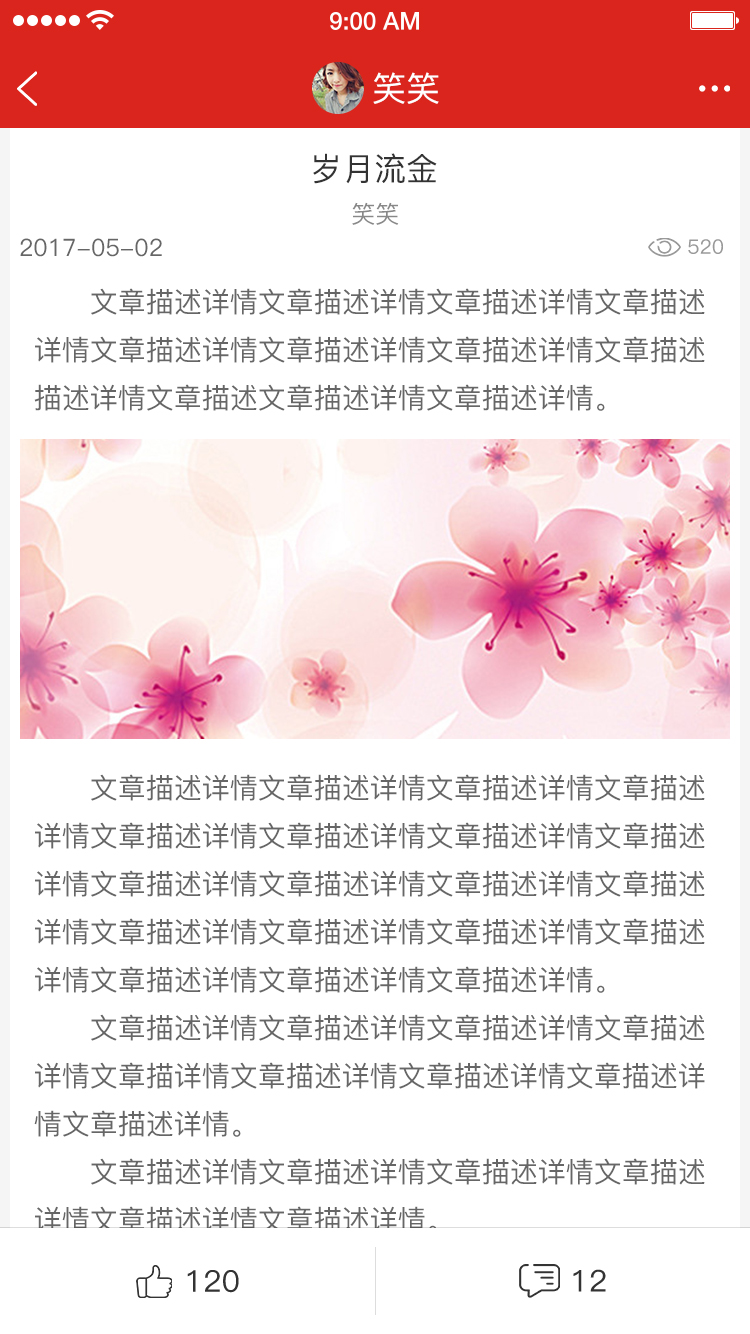 9:00 AM
笑笑
岁月流金
笑笑
2017-05-02
520
文章描述详情文章描述详情文章描述详情文章描述
详情文章描述详情文章描述详情文章描述详情文章描述
描述详情文章描述文章描述详情文章描述详情。
文章描述详情文章描述详情文章描述详情文章描述
详情文章描述详情文章描述详情文章描述详情文章描述
详情文章描述详情文章描述详情文章描述详情文章描述
详情文章描述详情文章描述详情文章描述详情文章描述
详情文章描述详情文章描述详情文章描述详情。
文章描述详情文章描述详情文章描述详情文章描述
详情文章描详情文章描述详情文章描述详情文章描述详
情文章描述详情。
文章描述详情文章描述详情文章描述详情文章描述
详情文章描述详情文章描述详情。
120
12